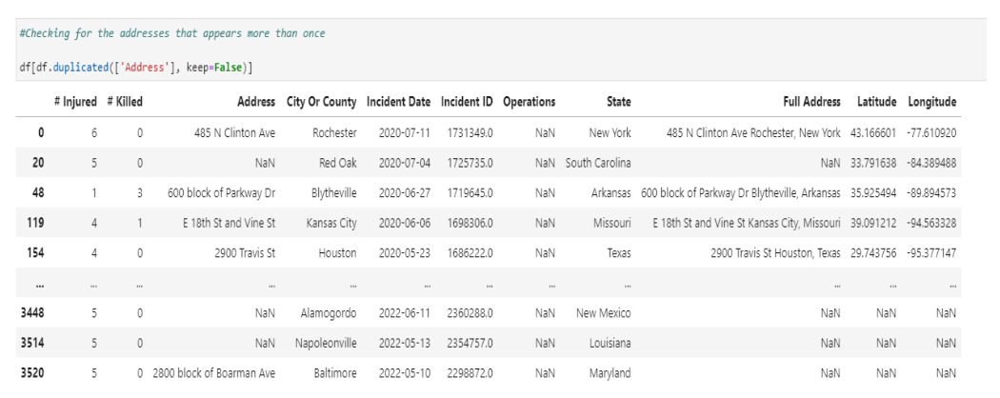 #Checking for the addresses that appears more than once
df[df.duplicated(['Address'], keep=False)]
# Injured # Killed Address City Or County Incident Date Incident ID Operations State Full Address Latitude Longitude
0 6 0 485 N Clinton Ave Rochester 2020-07-11 1731349.0 NaN New York 485 N Clinton Ave Rochester, New York 43.166601 -77.610920
20 5 0 NaN Red Oak 2020-07-04 1725735.0 NaN South Carolina NaN 33.791638 -84.389488
48 1 3 600 block of Parkway Dr Blytheville 2020-06-27 1719645.0 NaN Arkansas 600 block of Parkway Dr Blytheville, Arkansas 35.925494 -89.894573
119 4 1 E 18th St and Vine St Kansas City 2020-06-06 1698306.0 NaN Missouri E 18th St and Vine St Kansas City, Missouri 39.091212 -94.563328
154 4 0 2900 Travis St Houston 2020-05-23 1686222.0 NaN Texas 2900 Travis St Houston, Texas 29.743756 -95.377147
... ... ... ... ... ... ... ... ... ... ... ...
3448 5 0 NaN Alamogordo 2022-06-11 2360288.0 NaN New Mexico NaN NaN NaN
3514 5 0 NaN Napoleonville 2022-05-13 2354757.0 NaN Louisiana NaN NaN NaN
3520 5 0 2800 block of Boarman Ave Baltimore 2022-05-10 2298872.0 NaN Maryland NaN NaN NaN